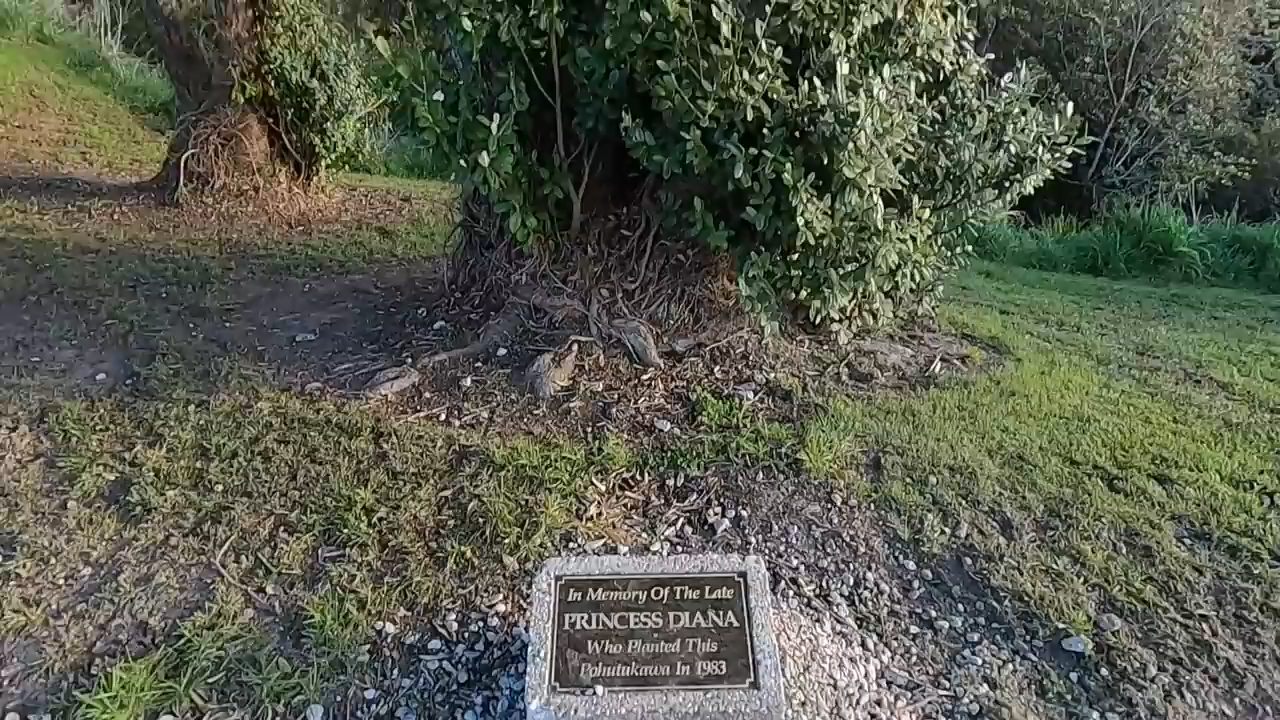 In Memory Of The Late
PRINCESS DIANA
Who Planted This
Pohutukawa In 1983